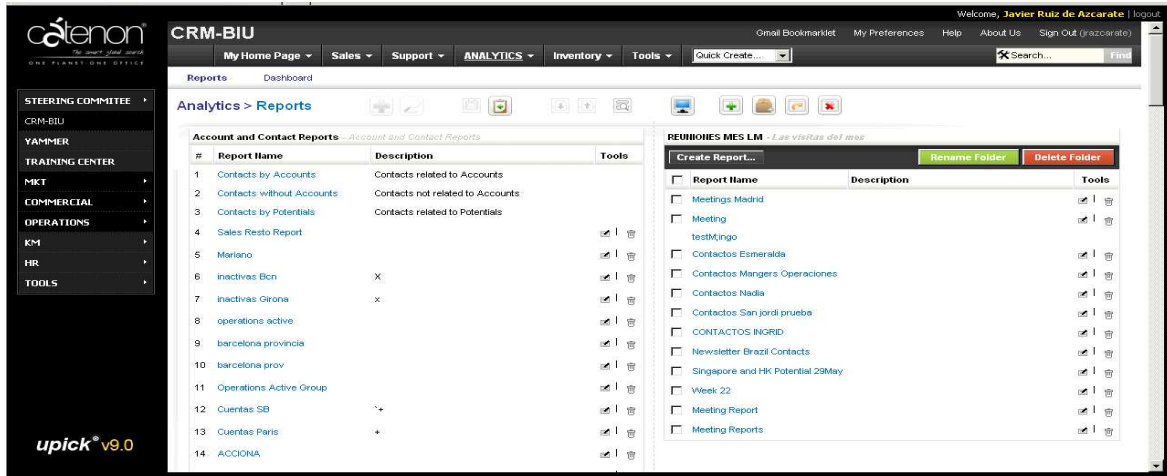 Welcome, Javier Ruiz de Azcarate | logout
cátenon
The smart global search
ONE PLANET·ONE OFFICE
CRM-BIU
Gmail Bookmarklet My Preferences Help About Us Sign Out (jrazcarate)
My Home Page Sales Support ANALYTICS Inventory Tools Quick Create... Search... Find
Reports Dashboard
STEERING COMMITEE
CRM-BIU
YAMMER
TRAINING CENTER
MKT
COMMERCIAL
OPERATIONS
KM
HR
TOOLS
upick® v9.0
Analytics > Reports
Account and Contact Reports - Account and Contact Reports
# Report Name Description Tools
1 Contacts by Accounts Contacts related to Accounts
2 Contacts without Accounts Contacts not related to Accounts
3 Contacts by Potentials Contacts related to Potentials
4 Sales Resto Report
5 Mariano
6 inactivas Bcn X
7 inactivas Girona x
8 operations active
9 barcelona provincia
10 barcelona prov
11 Operations Active Group
12 Cuentas SB `+
13 Cuentas Paris +
14 ACCIONA
REUNIONES MES LM - Las visitas del mes
Create Report... Rename Folder Delete Folder
Report Name Description Tools
Meetings Madrid
Meeting
testM;ingo
Contactos Esmeralda
Contactos Mangers Operaciones
Contactos Nadia
Contactos San jordi prueba
CONTACTOS INGRID
Newsletter Brazil Contacts
Singapore and HK Potential 29May
Week 22
Meeting Report
Meeting Reports